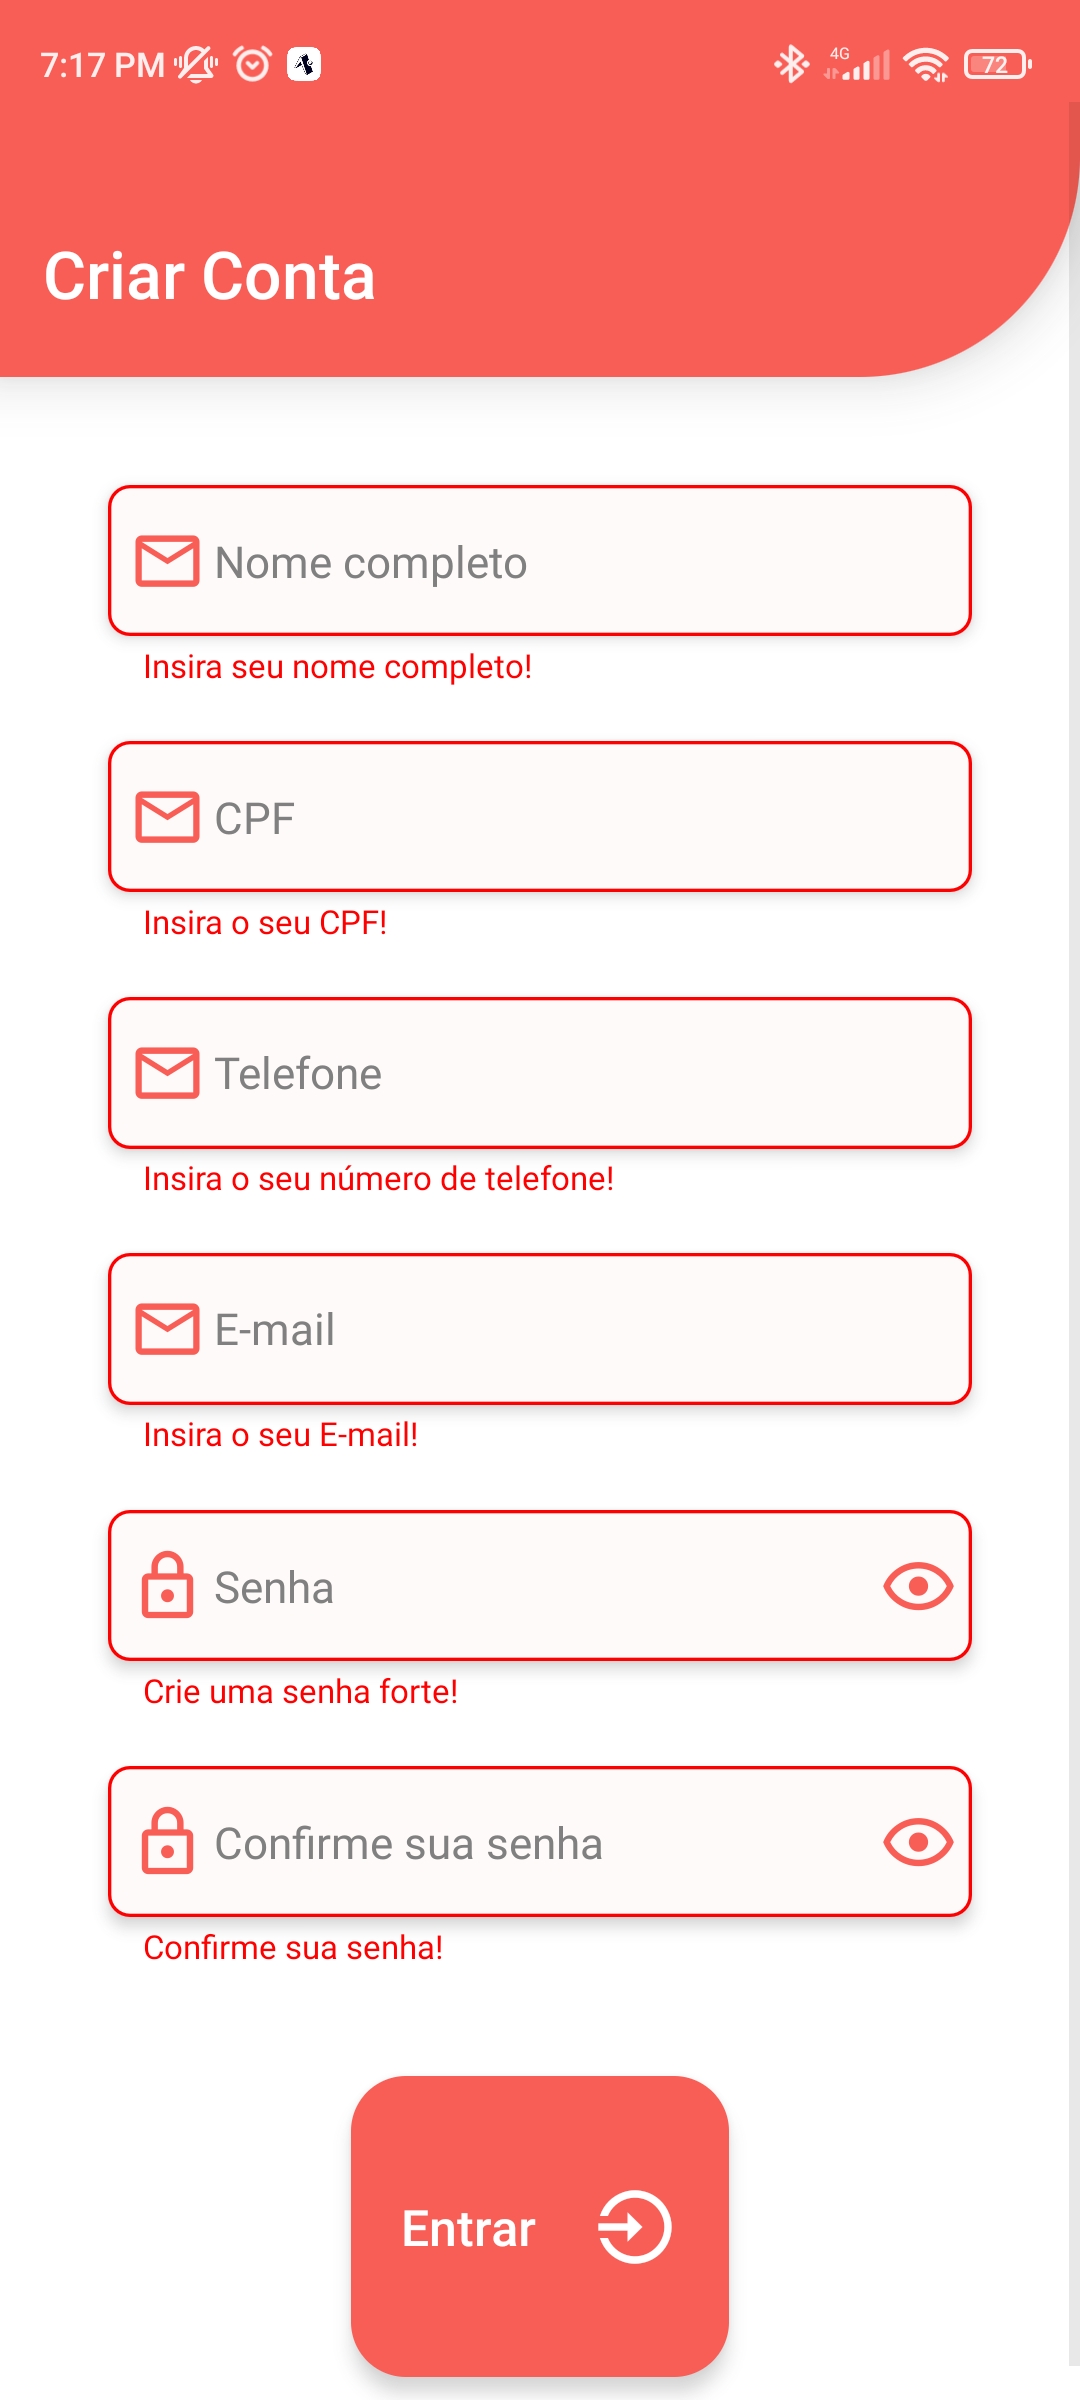 7:17 PM 4G 72
Criar Conta
Nome completo
Insira seu nome completo!
CPF
Insira o seu CPF!
Telefone
Insira o seu número de telefone!
E-mail
Insira o seu E-mail!
Senha
Crie uma senha forte!
Confirme sua senha
Confirme sua senha!
Entrar